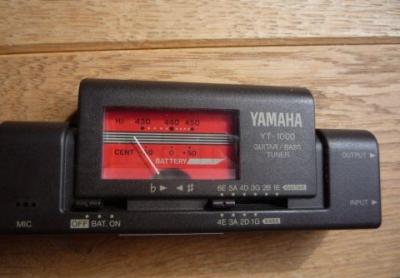 YAMAHA
YT-1000
GUITAR/BASS
TUNER
Hz 430 440 450
CENT -50 0 +50
BATTERY
♭▶ ◀♯
6E 5A 4D 3G 2B 1E GUITAR
4E 3A 2D 1G BASS
OUTPUT ▶
INPUT ▶
MIC
OFF BAT. ON